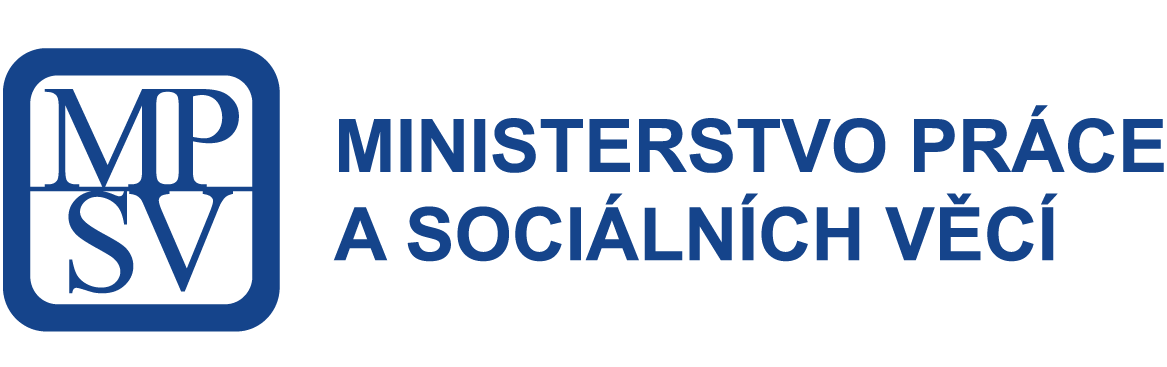 MP
SV
MINISTERSTVO PRÁCE
A SOCIÁLNÍCH VĚCÍ